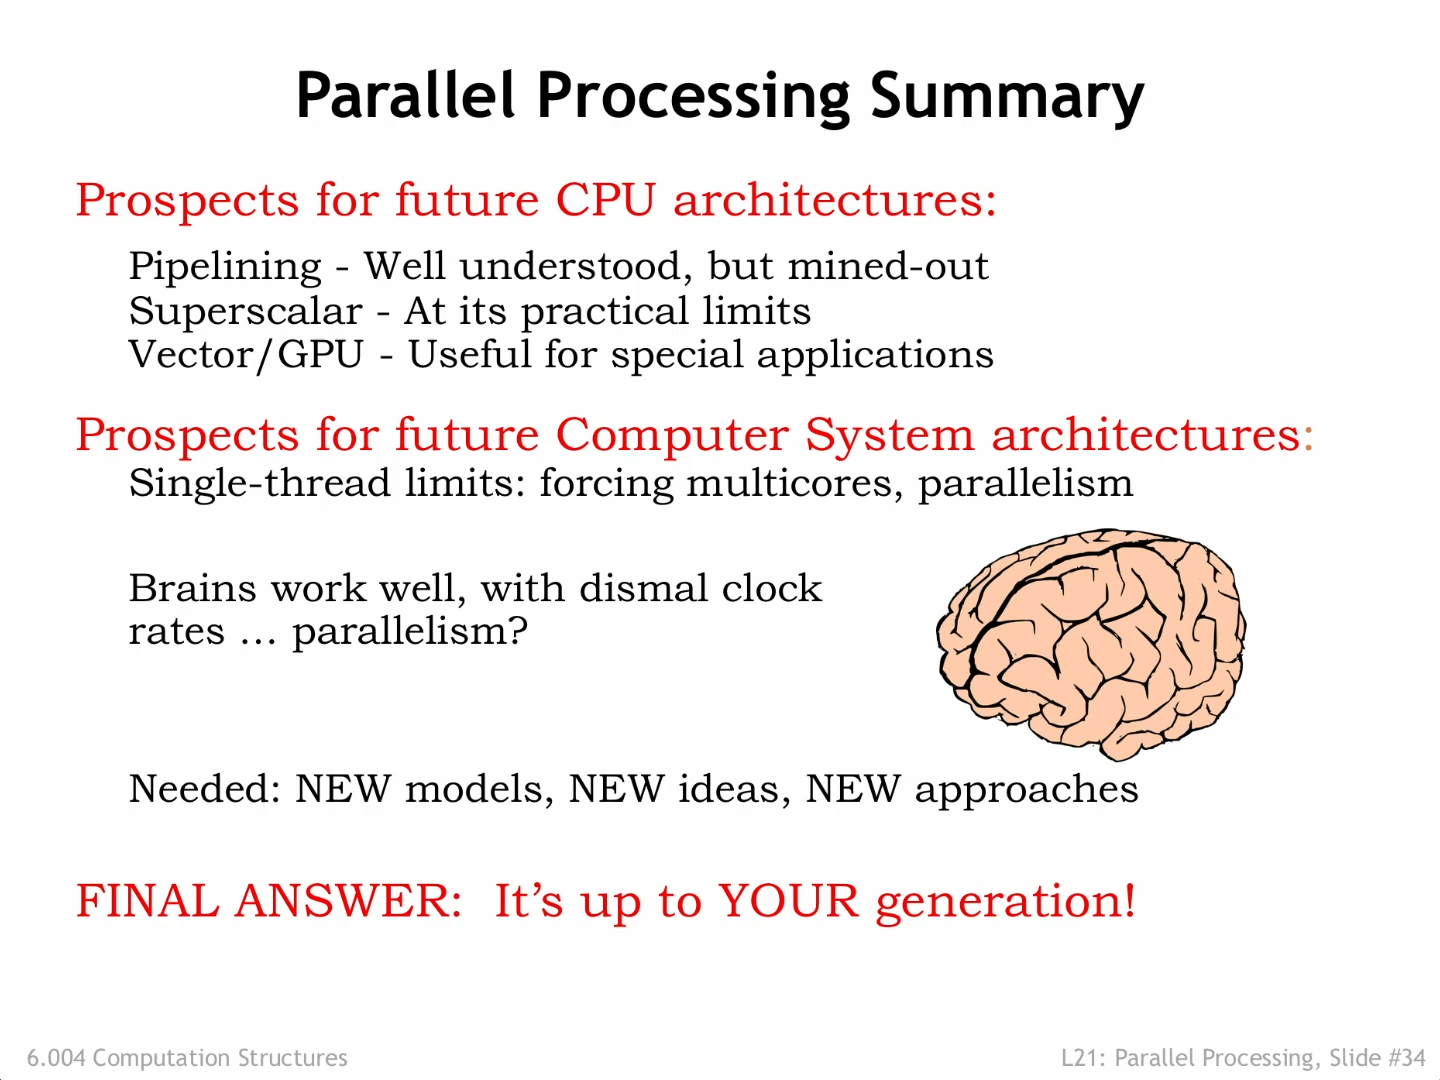 Parallel Processing Summary
Prospects for future CPU architectures:
Pipelining - Well understood, but mined-out
Superscalar - At its practical limits
Vector/GPU - Useful for special applications
Prospects for future Computer System architectures:
Single-thread limits: forcing multicores, parallelism
Brains work well, with dismal clock
rates … parallelism?
Needed: NEW models, NEW ideas, NEW approaches
FINAL ANSWER:  It’s up to YOUR generation!
6.004 Computation Structures
L21: Parallel Processing, Slide #34